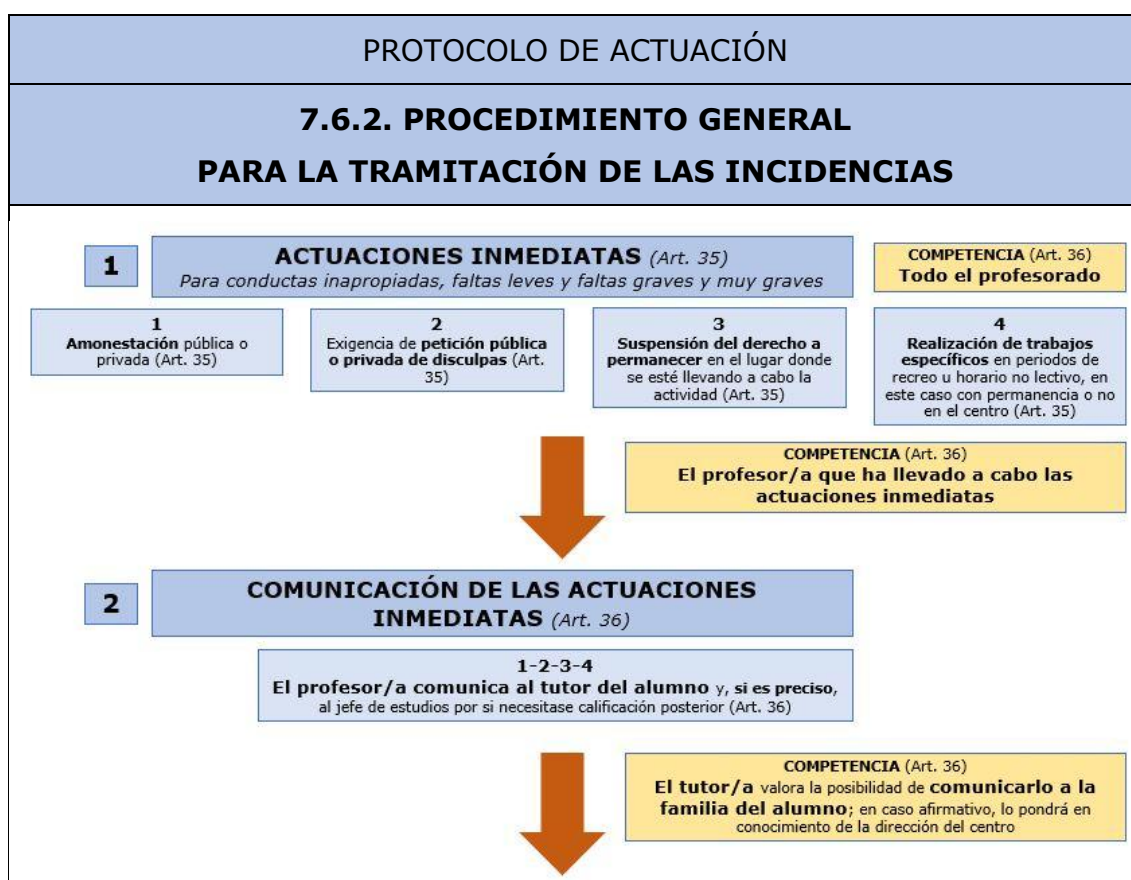 PROTOCOLO DE ACTUACIÓN
7.6.2. PROCEDIMIENTO GENERAL
PARA LA TRAMITACIÓN DE LAS INCIDENCIAS
1
ACTUACIONES INMEDIATAS (Art. 35)
Para conductas inapropiadas, faltas leves y faltas graves y muy graves
COMPETENCIA (Art. 36)
Todo el profesorado
1
Amonestación pública o
privada (Art. 35)
2
Exigencia de petición pública
o privada de disculpas (Art.
35)
3
Suspensión del derecho a
permanecer en el lugar donde
se esté llevando a cabo la
actividad (Art. 35)
4
Realización de trabajos
específicos en periodos de
recreo u horario no lectivo, en
este caso con permanencia o no
en el centro (Art. 35)
COMPETENCIA (Art. 36)
El profesor/a que ha llevado a cabo las
actuaciones inmediatas
2
COMUNICACIÓN DE LAS ACTUACIONES
INMEDIATAS (Art. 36)
1-2-3-4
El profesor/a comunica al tutor del alumno y, si es preciso,
al jefe de estudios por si necesitase calificación posterior (Art. 36)
COMPETENCIA (Art. 36)
El tutor/a valora la posibilidad de comunicarlo a la
familia del alumno; en caso afirmativo, lo pondrá en
conocimiento de la dirección del centro